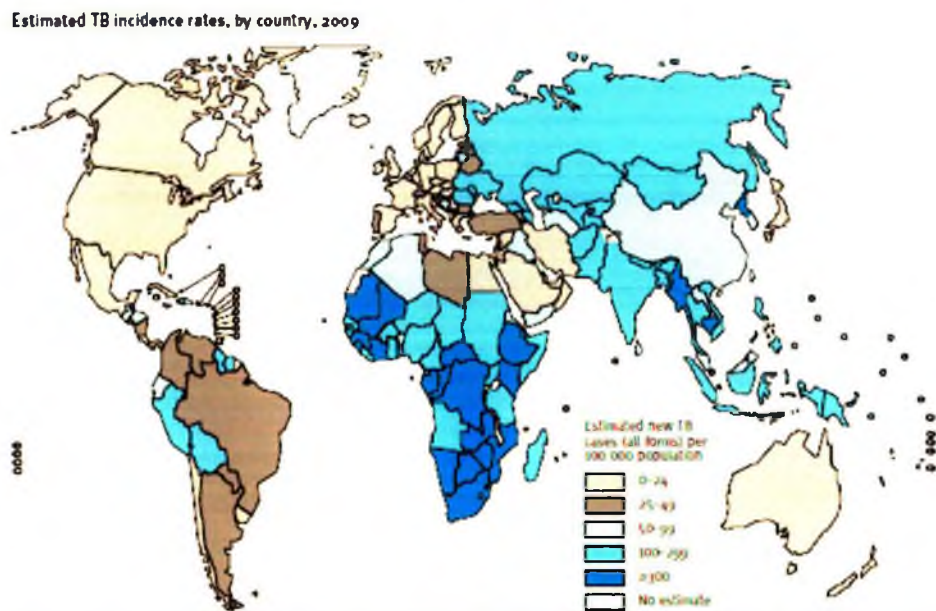 Estimated TB incidence rates, by country, 2009
Estimated new TB
cases (all forms) per
100 000 population
0-24
25-49
50-99
100-299
≥300
No estimate